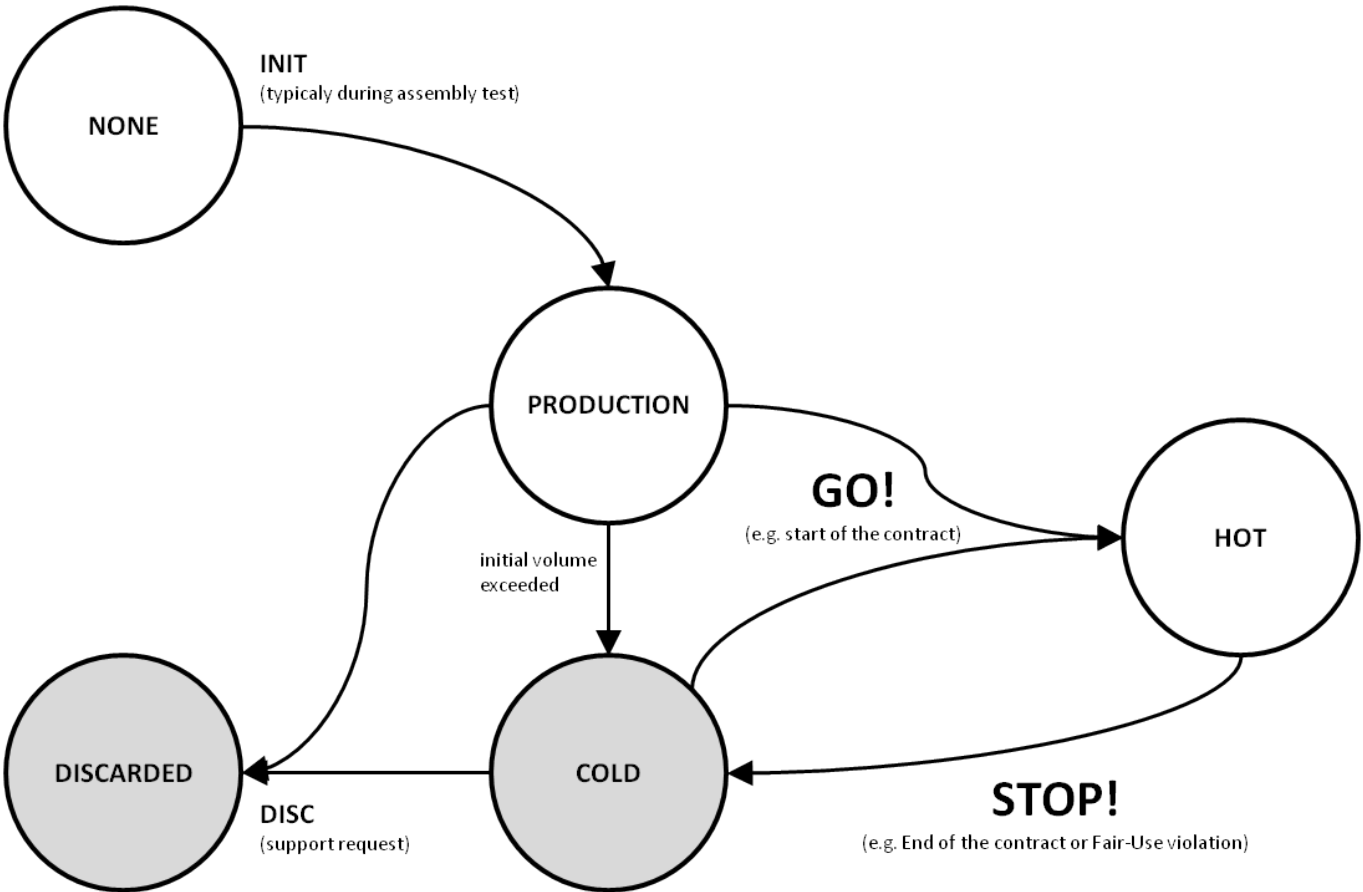 INIT
(typicaly during assembly test)
NONE
PRODUCTION
GO!
(e.g. start of the contract)
HOT
initial volume
exceeded
DISCARDED
COLD
DISC
(support request)
STOP!
(e.g. End of the contract or Fair-Use violation)